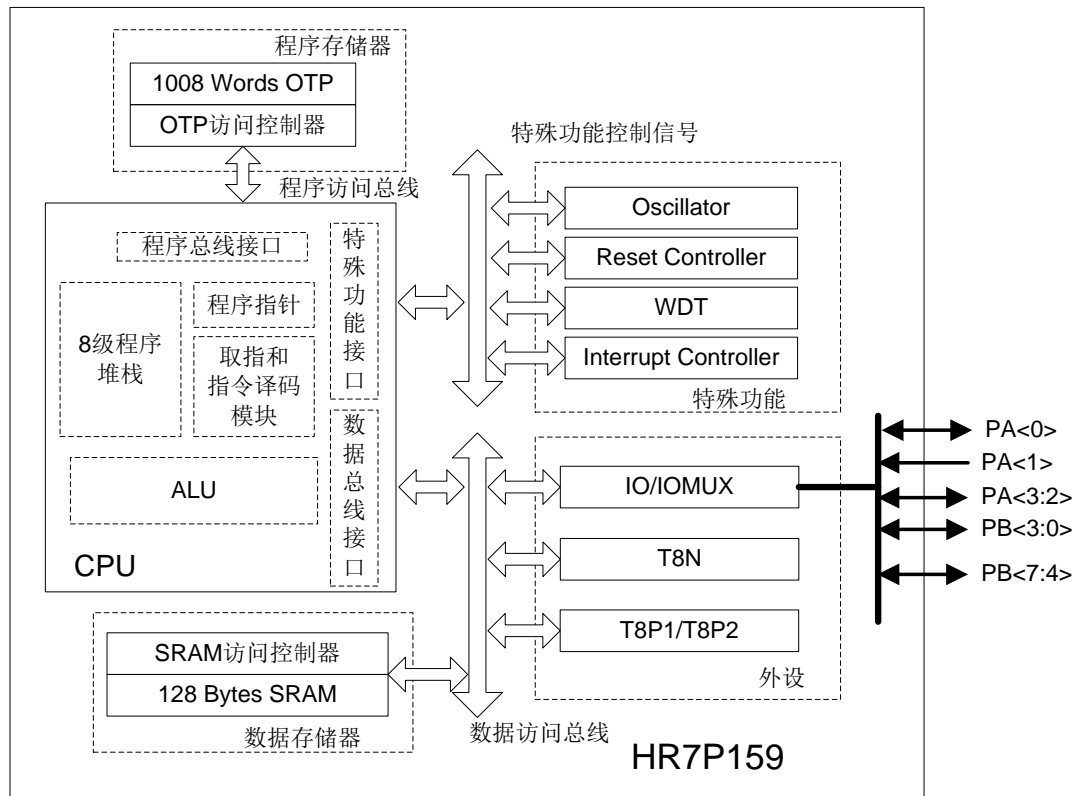 程序存储器
1008 Words OTP
OTP访问控制器
程序访问总线
程序总线接口
8级程序
堆栈
程序指针
取指和
指令译码
模块
ALU
CPU
特
殊
功
能
接
口
数
据
总
线
接
口
SRAM访问控制器
128 Bytes SRAM
数据存储器
特殊功能控制信号
Oscillator
Reset Controller
WDT
Interrupt Controller
特殊功能
IO/IOMUX
T8N
T8P1/T8P2
外设
数据访问总线
HR7P159
PA<0>
PA<1>
PA<3:2>
PB<3:0>
PB<7:4>